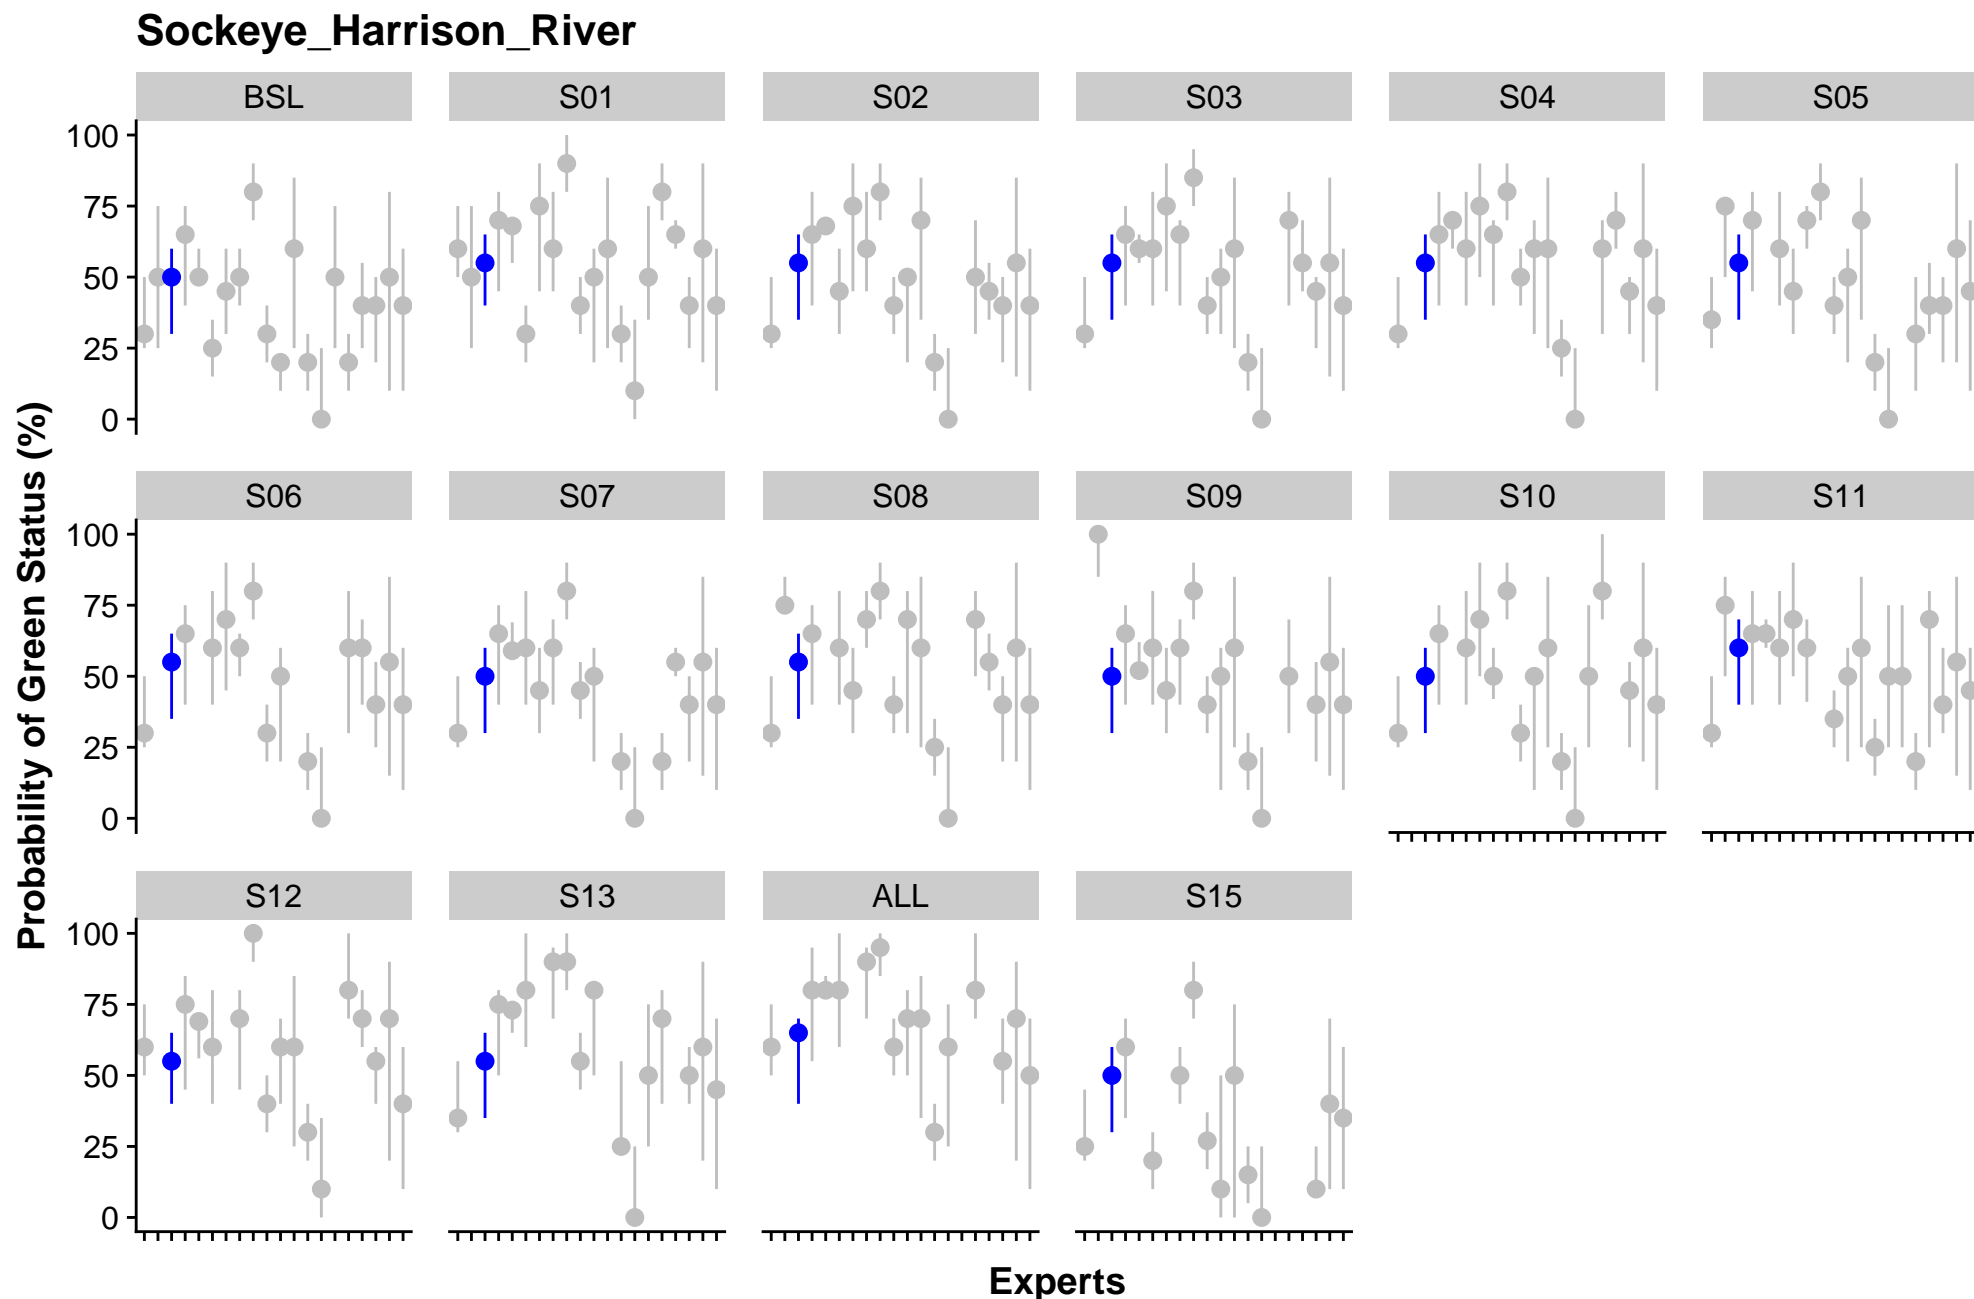 Sockeye_Harrison_River
BSL S01 S02 S03 S04 S05
100
75
50
25
0
S06 S07 S08 S09 S10 S11
100
75
50
25
0
S12 S13 ALL S15
100
75
50
25
0
Probability of Green Status (%)
Experts